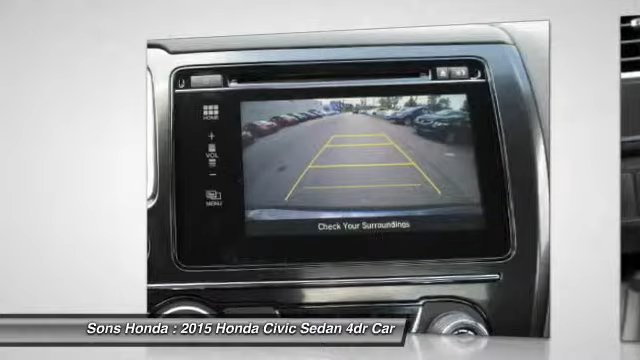 HOME
+
VOL
-
MENU
Check Your Surroundings
Sons Honda : 2015 Honda Civic Sedan 4dr Car